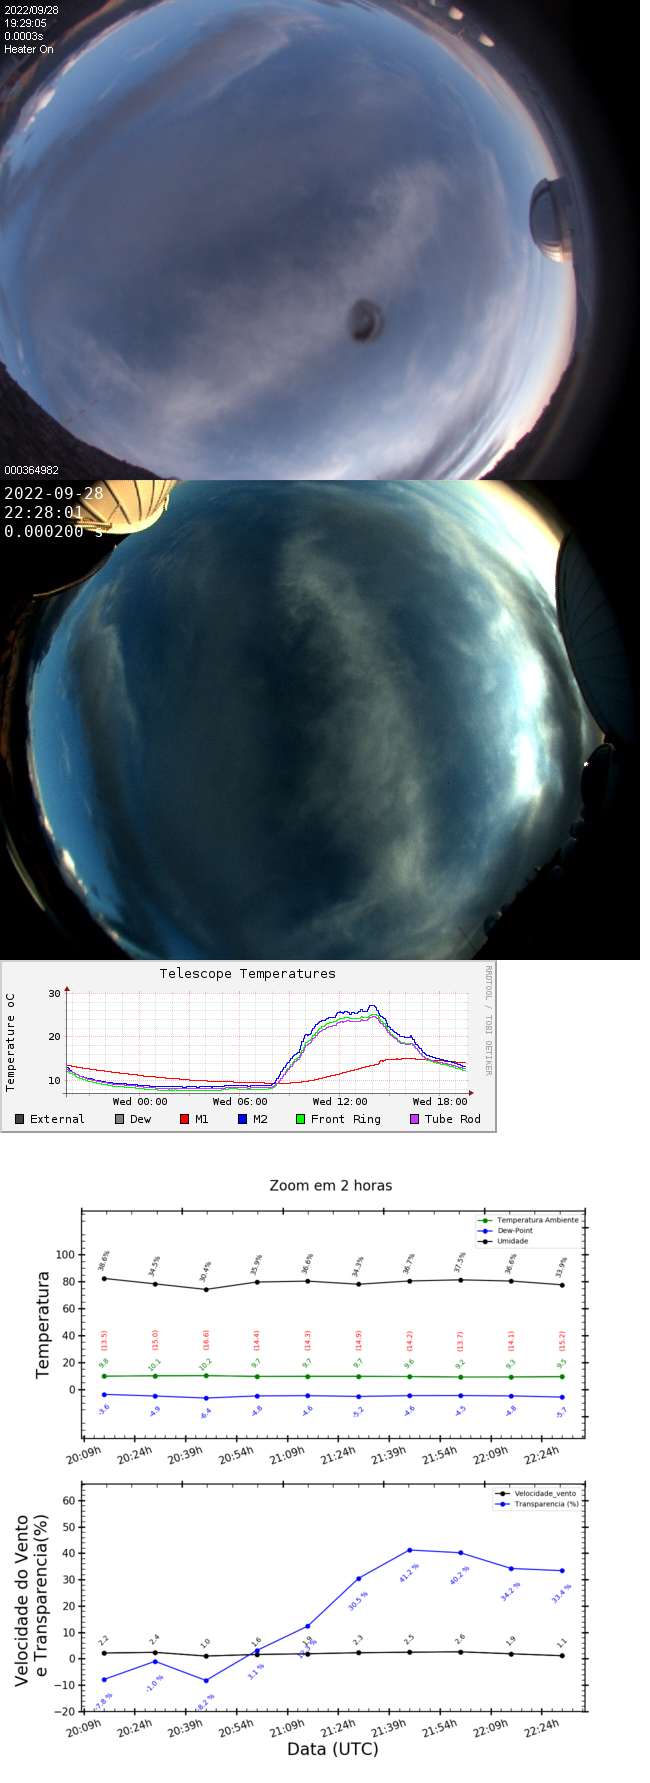 2022/09/28
19:29:05
0.0003s
Heater On
000364982
2022-09-28
22:28:01
0.000200 s
Telescope Temperatures
RRDTOOL / TOBI OETIKER
Temperature oC
30
20
10
Wed 00:00 Wed 06:00 Wed 12:00 Wed 18:00
External Dew M1 M2 Front Ring Tube Rod
Zoom em 2 horas
Temperatura Ambiente
Dew-Point
Umidade
Temperatura
100
80
60
40
20
0
38.6% 34.5% 30.4% 35.9% 36.6% 34.3% 36.7% 37.5% 36.6% 33.9%
(13.5) (15.0) (16.6) (14.4) (14.3) (14.9) (14.2) (13.7) (14.1) (15.2)
9.8 10.1 10.2 9.7 9.7 9.7 9.6 9.2 9.3 9.5
-3.6 -4.9 -6.4 -4.8 -4.6 -5.2 -4.6 -4.5 -4.8 -5.7
20:09h 20:24h 20:39h 20:54h 21:09h 21:24h 21:39h 21:54h 22:09h 22:24h
Velocidade_vento
Transparencia (%)
Velocidade do Vento
e Transparencia(%)
60
50
40
30
20
10
0
−10
−20
2.2 2.4 1.0 1.6 1.9 2.3 2.5 2.6 1.9 1.1
-7.8 % -1.0 % -8.2 % 3.1 % 30.5 % 41.2 % 40.2 % 34.2 % 33.4 %
20:09h 20:24h 20:39h 20:54h 21:09h 21:24h 21:39h 21:54h 22:09h 22:24h
Data (UTC)